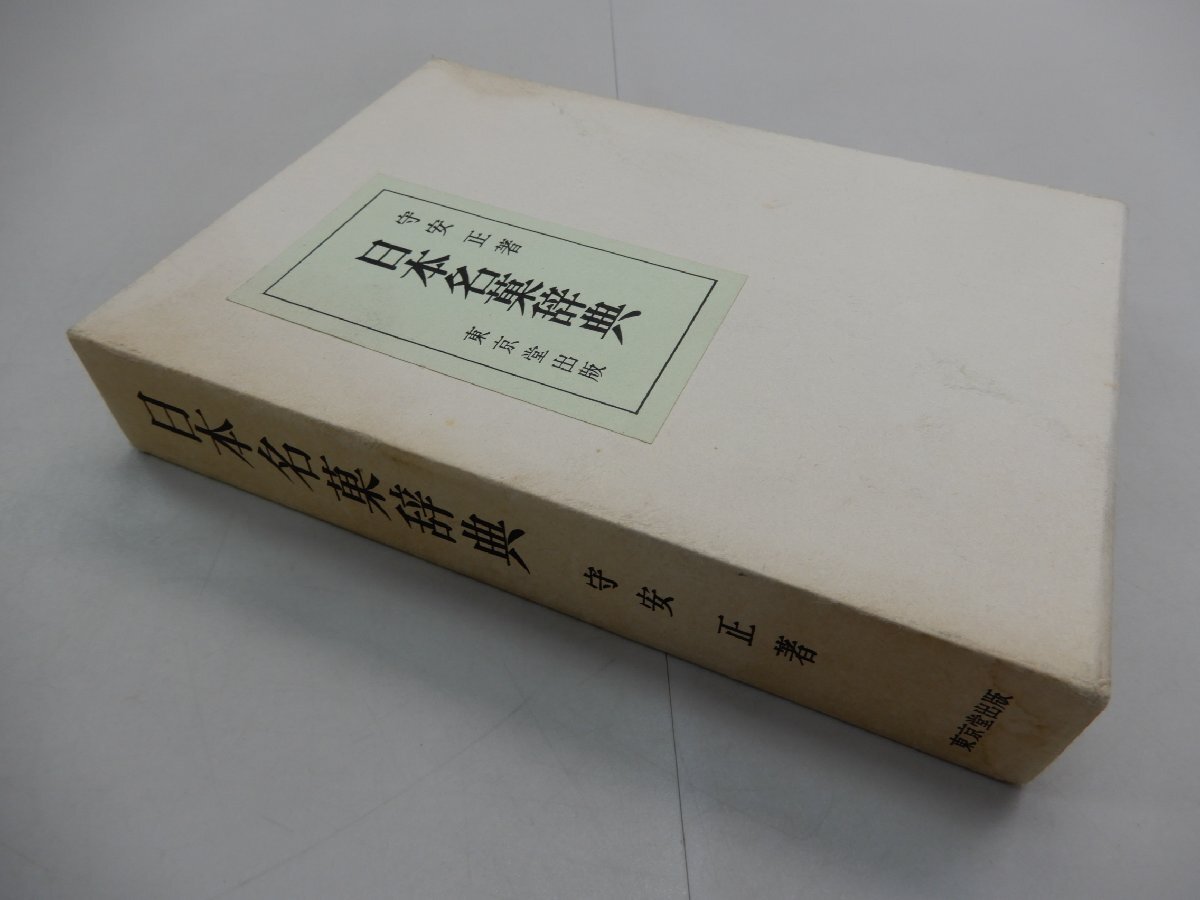 守安正著
日本名菓辞典
東京堂出版
日本名菓辞典 守安正著 東京堂出版